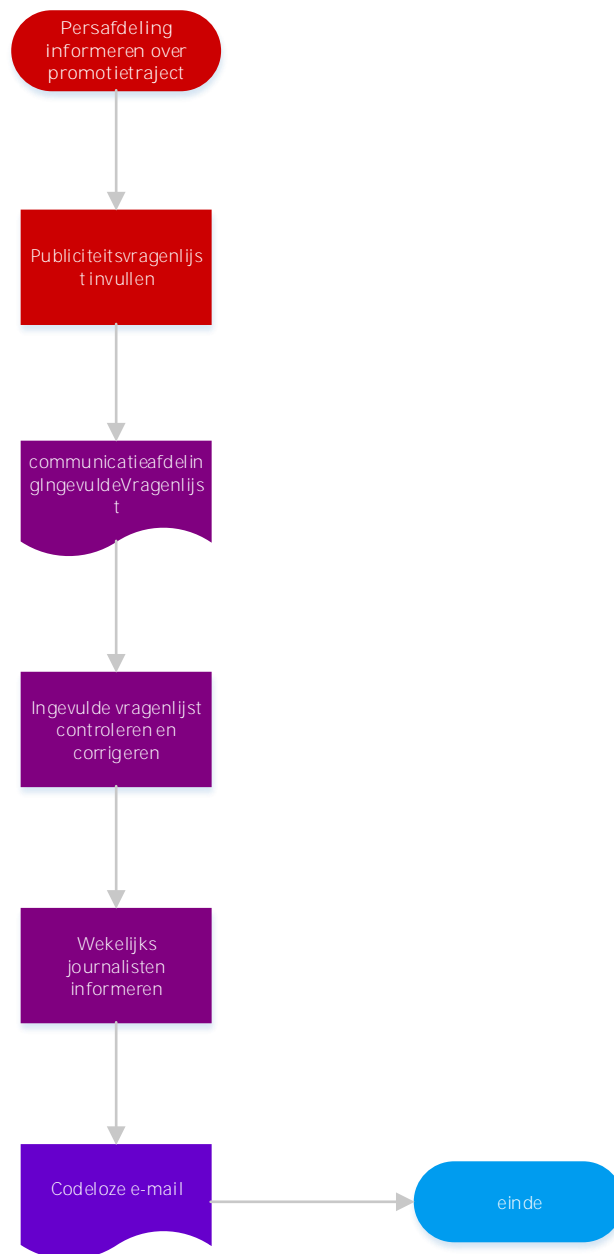 Persafdeling
informeren over
promotietraject
Publiciteitsvragenlijs
t invullen
communicatieafdelin
gIngevuldeVragenlijs
t
Ingevulde vragenlijst
controleren en
corrigeren
Wekelijks
journalisten
informeren
Codeloze e-mail
einde